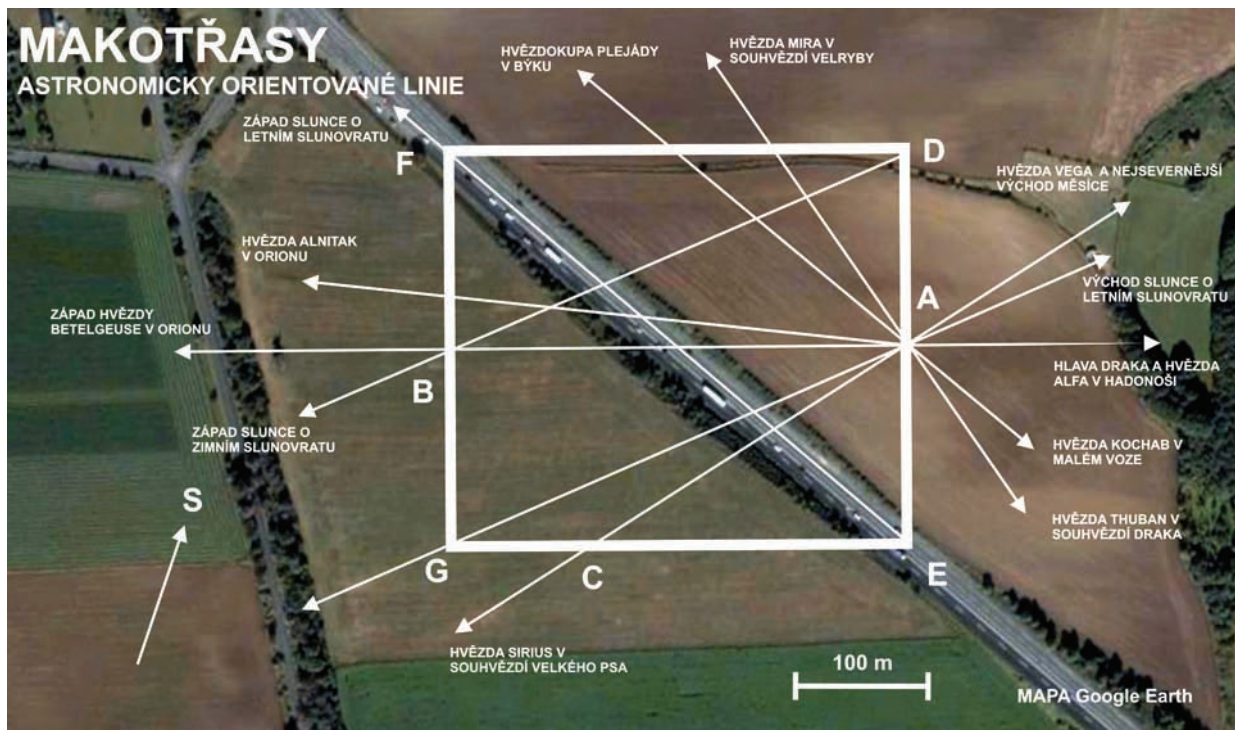 MAKOTŘASY
ASTRONOMICKY ORIENTOVANÉ LINIE
HVĚZDOKUPA PLEJÁDY
V BÝKU
HVĚZDA MIRA V
SOUHVĚZDÍ VELRYBY
ZÁPAD SLUNCE O
LETNÍM SLUNOVRATU
F
D
HVĚZDA VEGA A NEJSEVERNĚJŠÍ
VÝCHOD MĚSÍCE
HVĚZDA ALNITAK
V ORIONU
A
VÝCHOD SLUNCE O
LETNÍM SLUNOVRATU
ZÁPAD HVĚZDY
BETELGEUSE V ORIONU
B
HLAVA DRAKA A HVĚZDA
ALFA V HADONOŠI
ZÁPAD SLUNCE O
ZIMNÍM SLUNOVRATU
HVĚZDA KOCHAB V
MALÉM VOZE
S
HVĚZDA THUBAN V
SOUHVĚZDÍ DRAKA
G
C
E
HVĚZDA SIRIUS V
SOUHVĚZDÍ VELKÉHO PSA
100 m
MAPA Google Earth